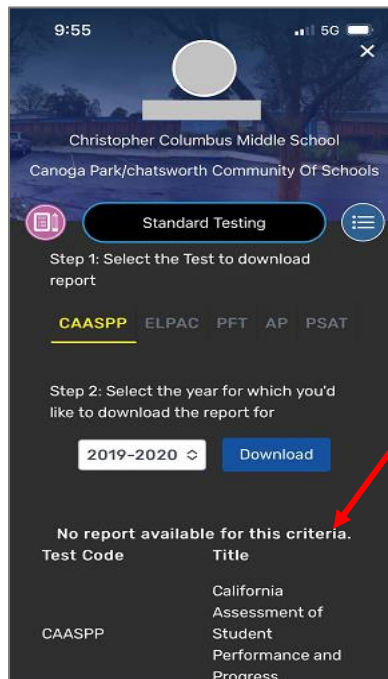 9:55
5G
Christopher Columbus Middle School
Canoga Park/chatsworth Community Of Schools
Standard Testing
Step 1: Select the Test to download
report
CAASPP ELPAC PFT AP PSAT
Step 2: Select the year for which you'd
like to download the report for
2019-2020 Download
No report available for this criteria.
Test Code Title
California
Assessment of
CAASPP Student
Performance and
Progress